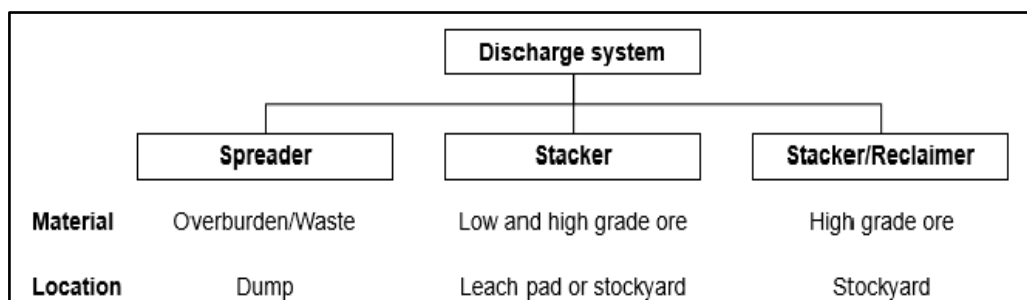 Discharge system
Spreader Stacker Stacker/Reclaimer
Material Overburden/Waste Low and high grade ore High grade ore
Location Dump Leach pad or stockyard Stockyard